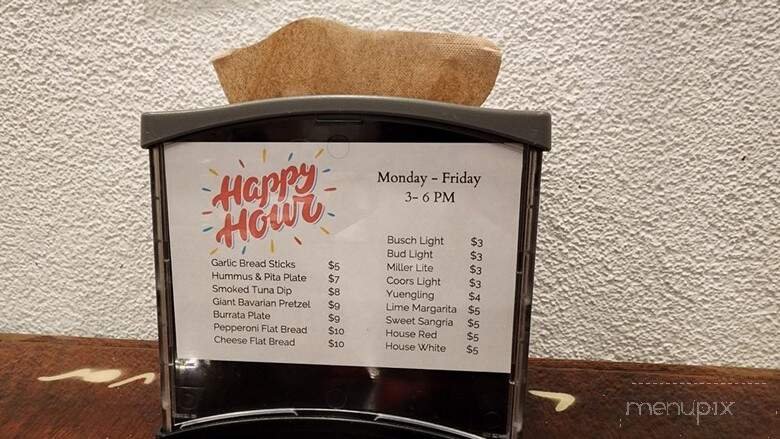 Happy
Hour
Monday - Friday
3- 6 PM
Garlic Bread Sticks $5
Hummus & Pita Plate $7
Smoked Tuna Dip $8
Giant Bavarian Pretzel $9
Burrata Plate $9
Pepperoni Flat Bread $10
Cheese Flat Bread $10
Busch Light $3
Bud Light $3
Miller Lite $3
Coors Light $3
Yuengling $4
Lime Margarita $5
Sweet Sangria $5
House Red $5
House White $5
menupix